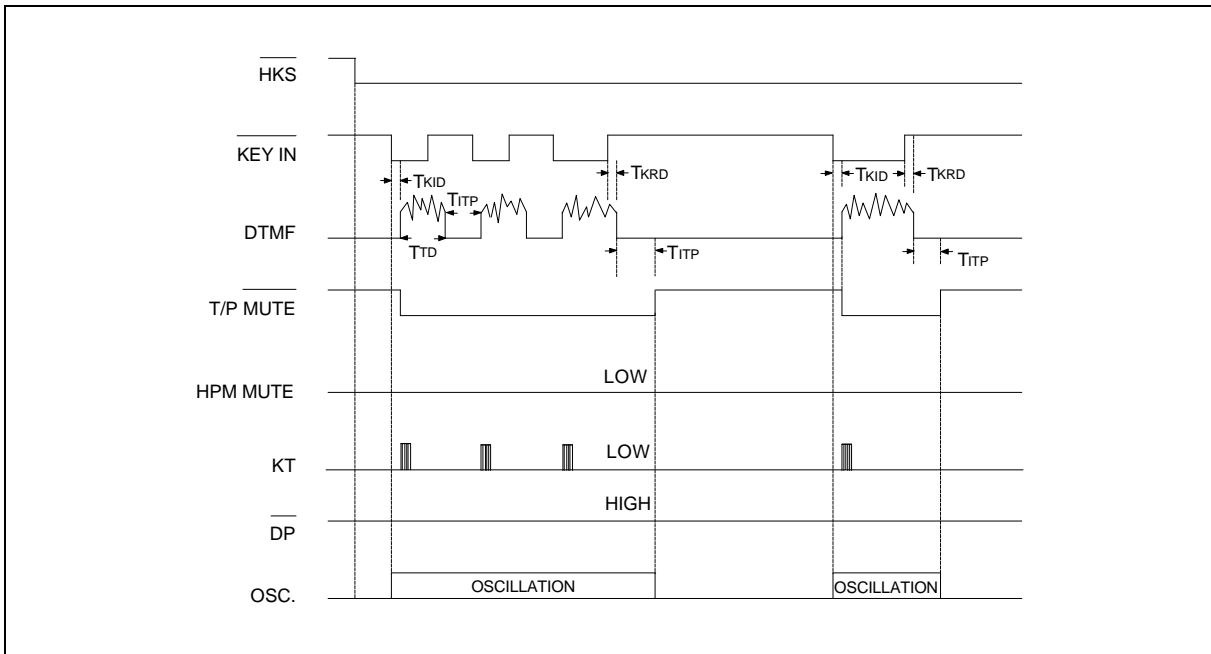 HKS
KEY IN
TKID
TKRD
TKID
TKRD
TITP
DTMF
TTD
TITP
TITP
T/P MUTE
LOW
HPM MUTE
LOW
KT
HIGH
DP
OSCILLATION
OSCILLATION
OSC.